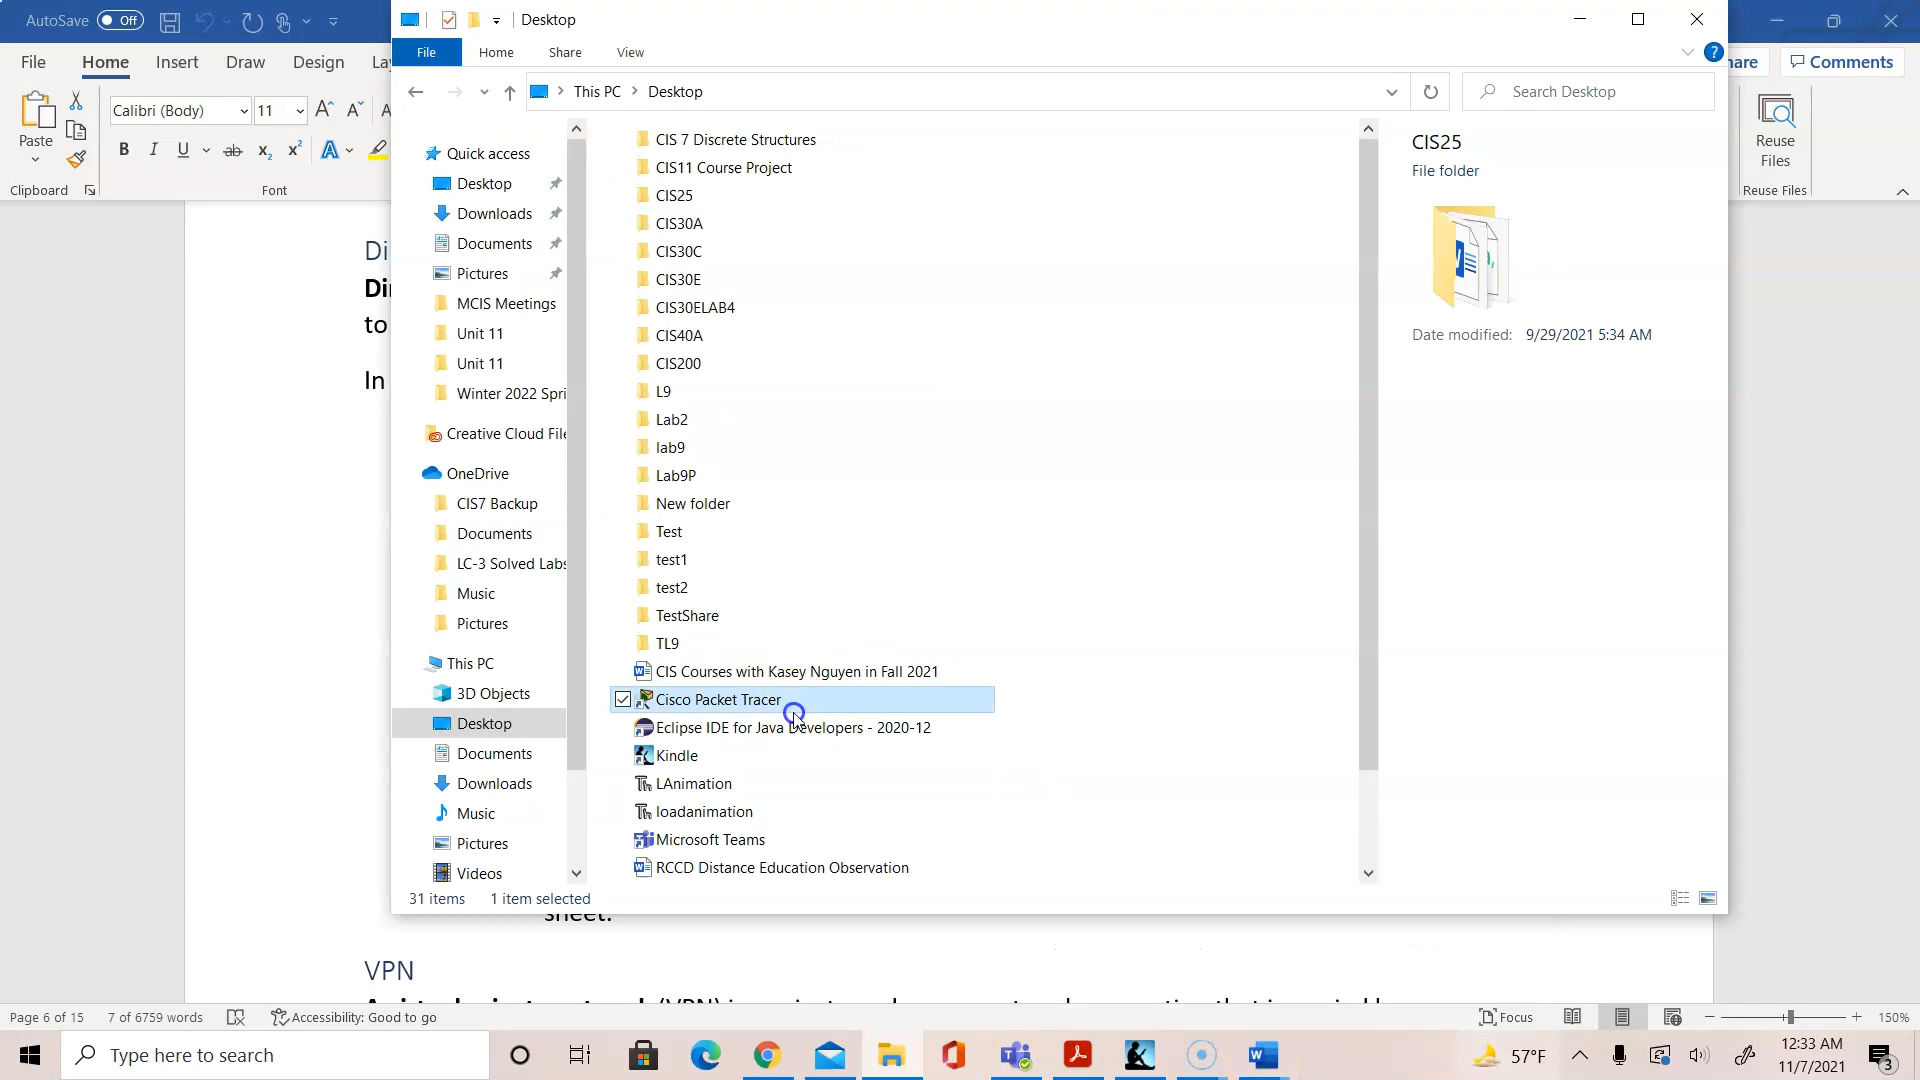 AutoSave Off
Desktop
File Home Insert Draw Design
File Home Share View
?
hare Comments
This PC Desktop
Search Desktop
Calibri (Body) 11
Paste
B I U ab x₂ x² A
Clipboard Font
Reuse
Files
Reuse Files
Quick access
Desktop
Downloads
Documents
Pictures
MCIS Meetings
Unit 11
Unit 11
Winter 2022 Spri
Creative Cloud File
OneDrive
CIS7 Backup
Documents
LC-3 Solved Labs
Music
Pictures
This PC
3D Objects
Desktop
Documents
Downloads
Music
Pictures
Videos
CIS 7 Discrete Structures
CIS11 Course Project
CIS25
CIS30A
CIS30C
CIS30E
CIS30ELAB4
CIS40A
CIS200
L9
Lab2
lab9
Lab9P
New folder
Test
test1
test2
TestShare
TL9
CIS Courses with Kasey Nguyen in Fall 2021
Cisco Packet Tracer
Eclipse IDE for Java Developers - 2020-12
Kindle
LAnimation
loadanimation
Microsoft Teams
RCCD Distance Education Observation
CIS25
File folder
Date modified: 9/29/2021 5:34 AM
31 items 1 item selected
to
In
sheet.
VPN
Page 6 of 15 7 of 6759 words Accessibility: Good to go
Focus
150%
Type here to search
57°F
12:33 AM
11/7/2021
3